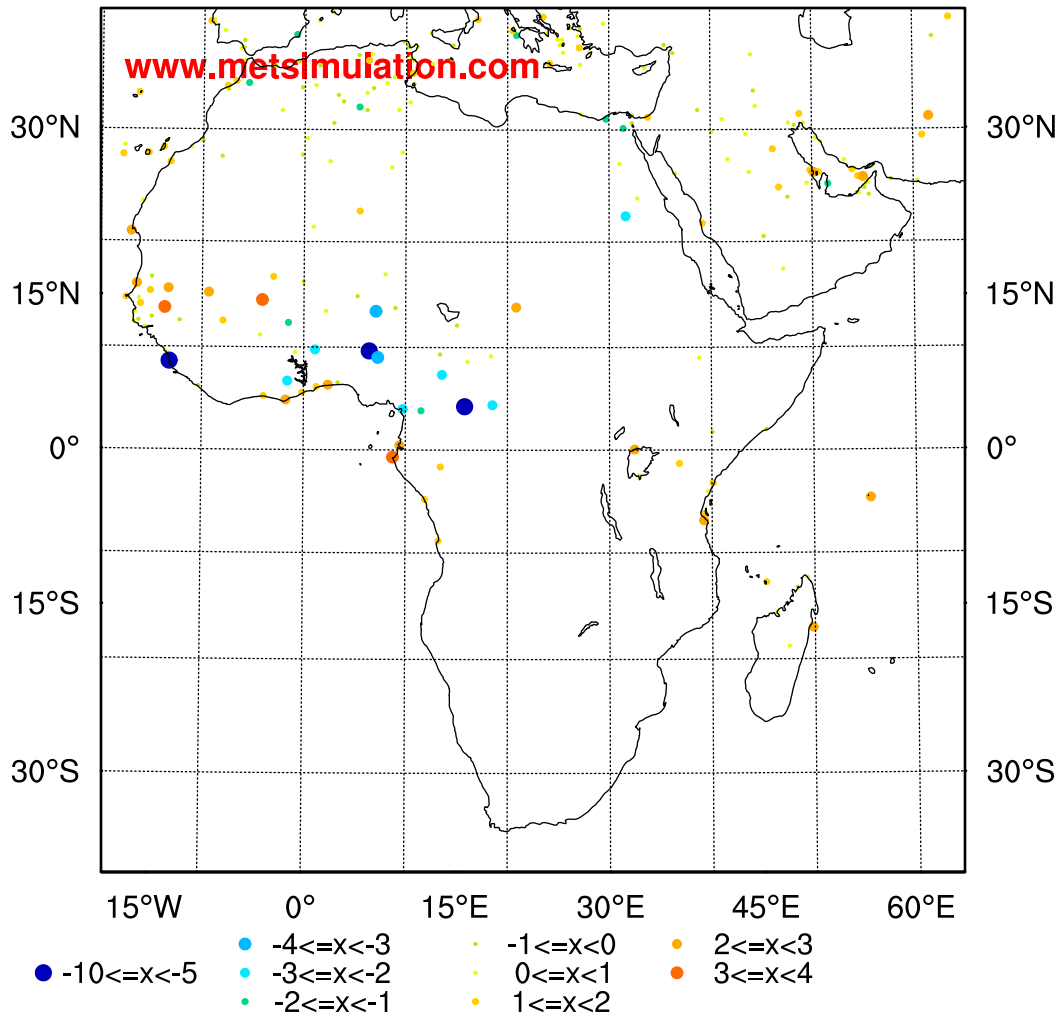 www.metsimulation.com
30°N 30°N
15°N 15°N
0° 0°
15°S 15°S
30°S 30°S
15°W 0° 15°E 30°E 45°E 60°E
-4<=x<-3 -1<=x<0 2<=x<3
-10<=x<-5 -3<=x<-2 0<=x<1 3<=x<4
-2<=x<-1 1<=x<2